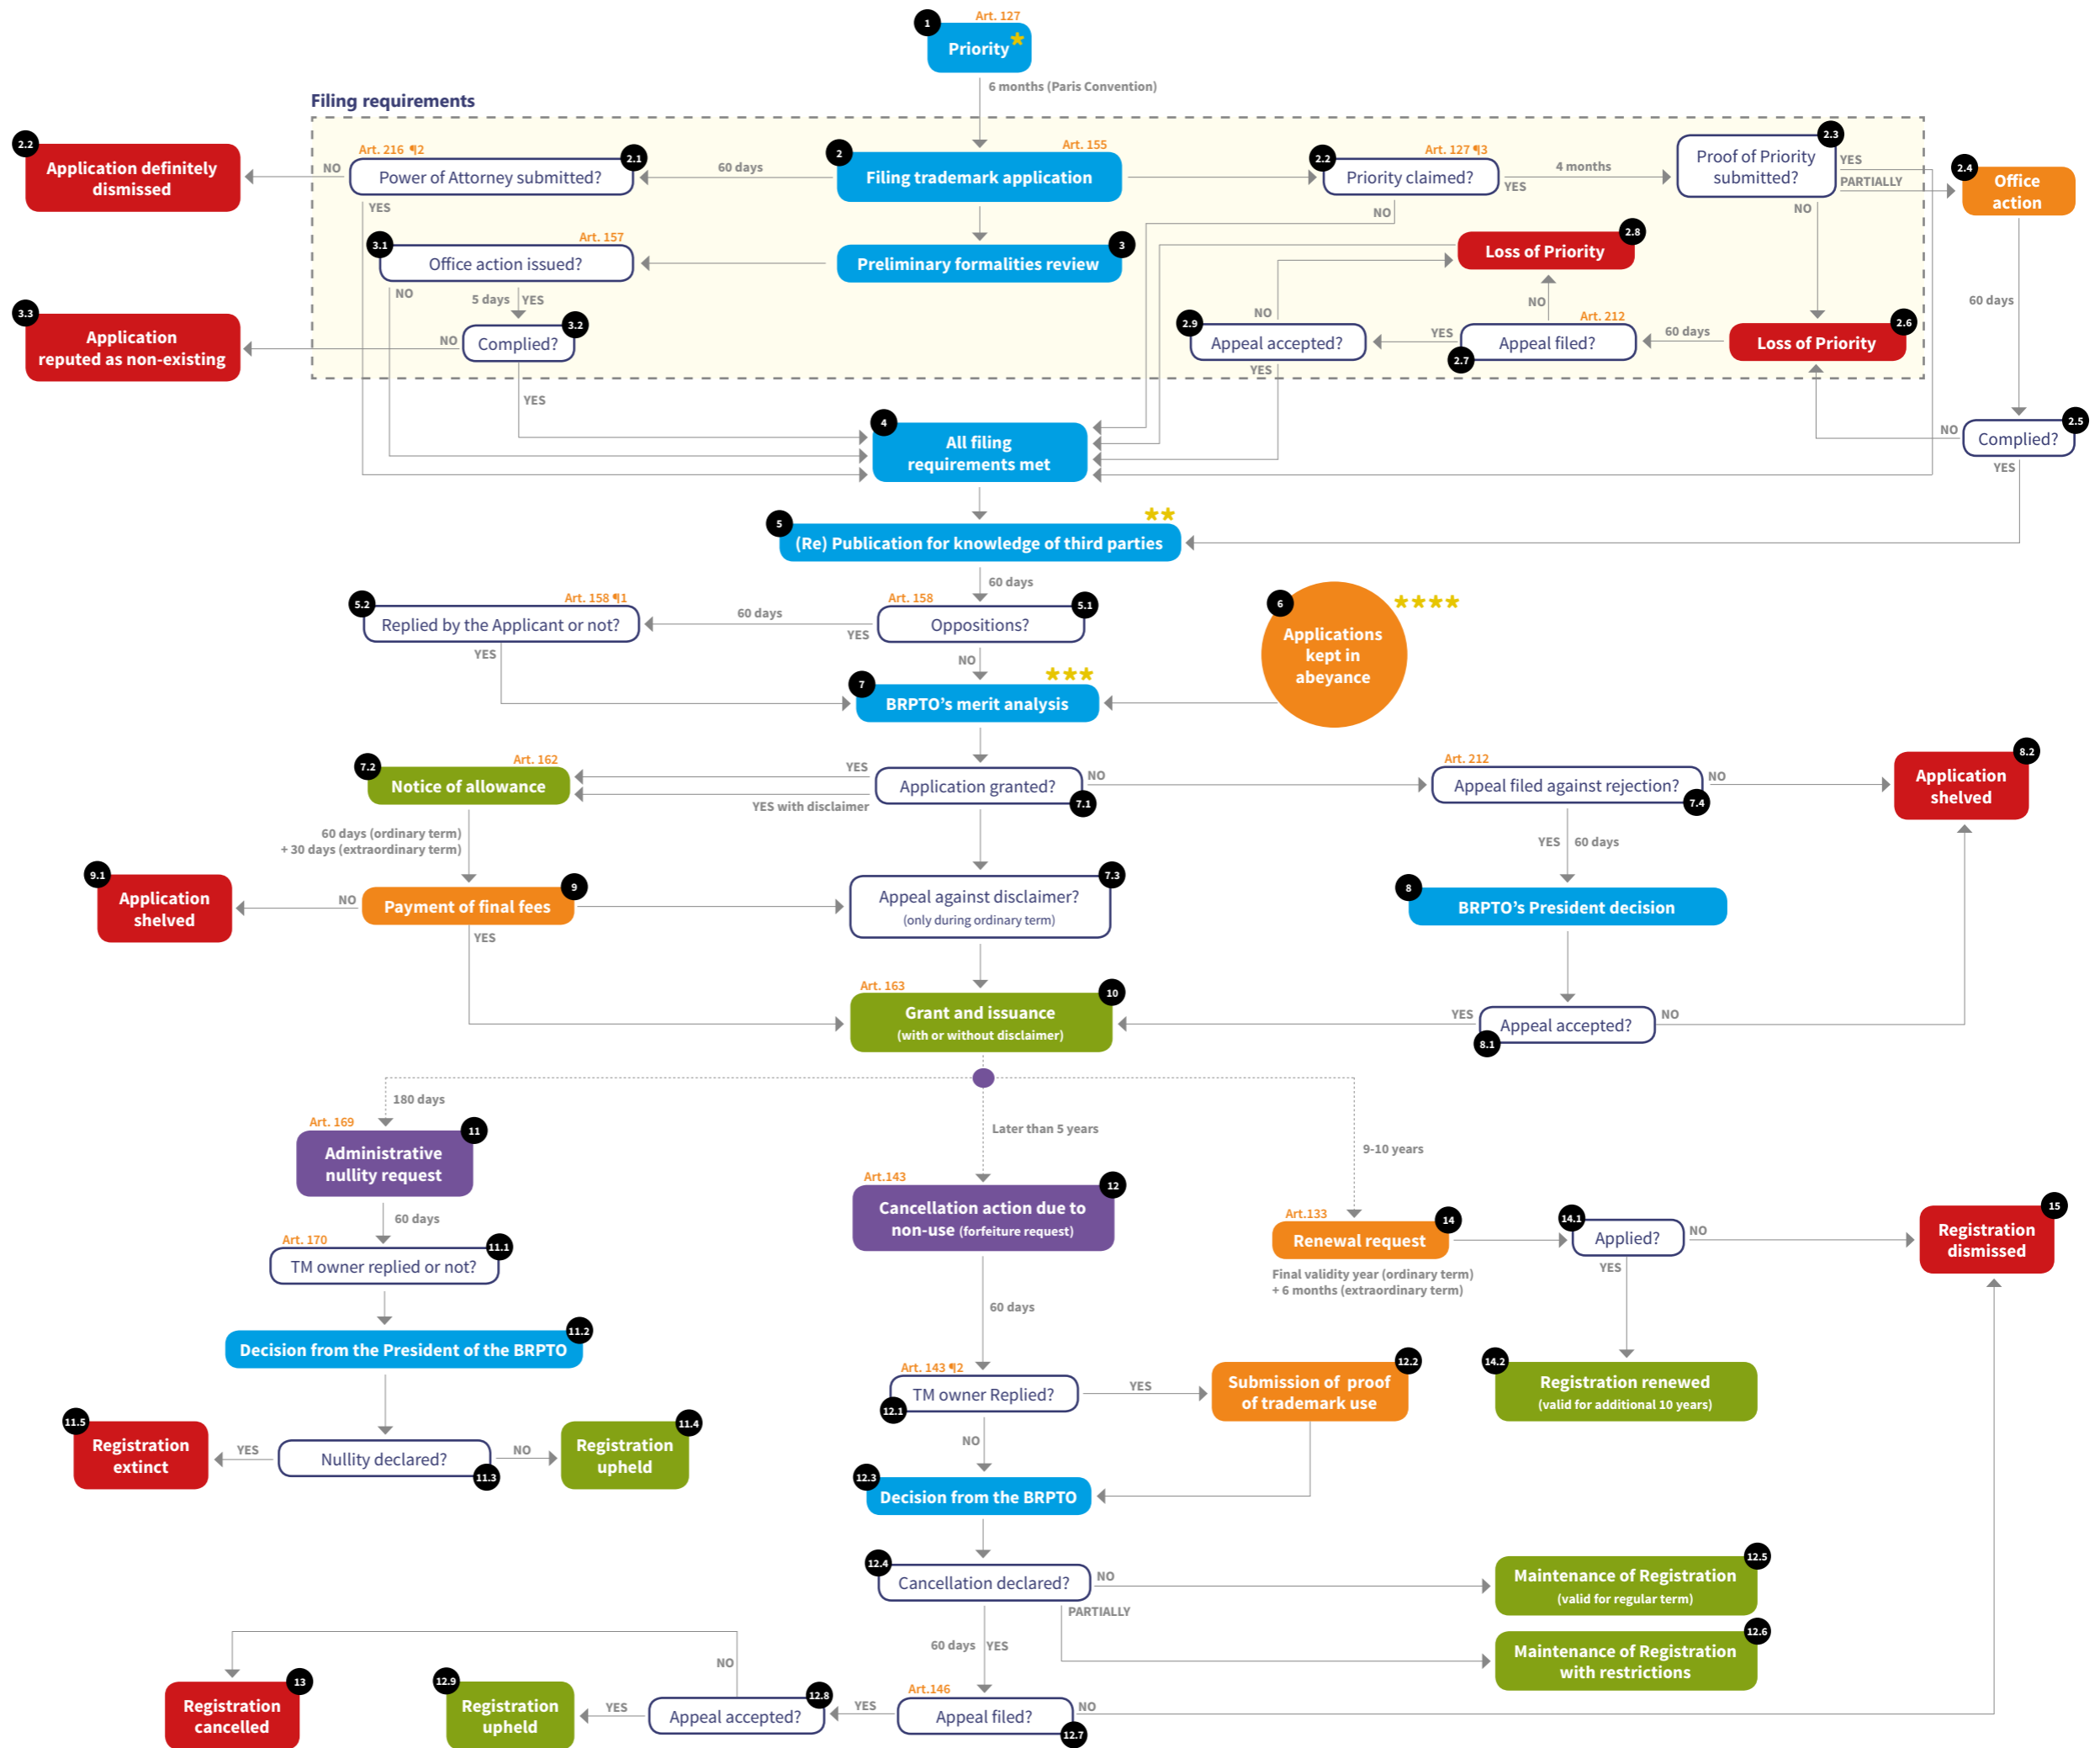 Art. 127
1
Priority
6 months (Paris Convention)
Filing requirements
2.2
Application definitely
dismissed
NO
Art. 216 ¶2
2.1
Power of Attorney submitted?
YES
60 days
2
Art. 155
Filing trademark application
2.2
Art. 127 ¶3
Priority claimed?
YES
NO
4 months
2.3
Proof of Priority
submitted?
YES
PARTIALLY
NO
2.4
Office
action
3.1
Art. 157
Office action issued?
NO
5 days
YES
3
Preliminary formalities review
2.8
Loss of Priority
NO
NO
60 days
3.3
Application
reputed as non-existing
NO
3.2
Complied?
YES
2.9
Appeal accepted?
YES
YES
Art. 212
Appeal filed?
2.7
60 days
2.6
Loss of Priority
4
All filing
requirements met
NO
2.5
Complied?
YES
5
(Re) Publication for knowledge of third parties
60 days
5.2
Art. 158 ¶1
Replied by the Applicant or not?
YES
60 days
YES
Art. 158
5.1
Oppositions?
NO
6
Applications
kept in
abeyance
7
BRPTO's merit analysis
7.2
Art. 162
Notice of allowance
YES
YES with disclaimer
Application granted?
7.1
NO
Art. 212
Appeal filed against rejection?
7.4
NO
8.2
Application
shelved
60 days (ordinary term)
+ 30 days (extraordinary term)
YES
60 days
9.1
Application
shelved
NO
9
Payment of final fees
YES
7.3
Appeal against disclaimer?
(only during ordinary term)
8
BRPTO's President decision
Art. 163
10
Grant and issuance
(with or without disclaimer)
YES
Appeal accepted?
8.1
NO
180 days
Later than 5 years
9-10 years
Art. 169
11
Administrative
nullity request
60 days
Art. 170
11.1
TM owner replied or not?
11.2
Decision from the President of the BRPTO
11.5
Registration
extinct
YES
Nullity declared?
11.3
NO
11.4
Registration
upheld
Art.143
12
Cancellation action due to
non-use (forfeiture request)
60 days
Art.133
14
Renewal request
Final validity year (ordinary term)
+ 6 months (extraordinary term)
14.1
Applied?
NO
YES
15
Registration
dismissed
14.2
Registration renewed
(valid for additional 10 years)
Art. 143 ¶2
TM owner Replied?
12.1
YES
NO
12.2
Submission of proof
of trademark use
12.3
Decision from the BRPTO
12.4
Cancellation declared?
NO
PARTIALLY
60 days
YES
12.5
Maintenance of Registration
(valid for regular term)
12.6
Maintenance of Registration
with restrictions
13
Registration
cancelled
NO
12.9
Registration
upheld
YES
12.8
Appeal accepted?
YES
Art.146
Appeal filed?
12.7
NO